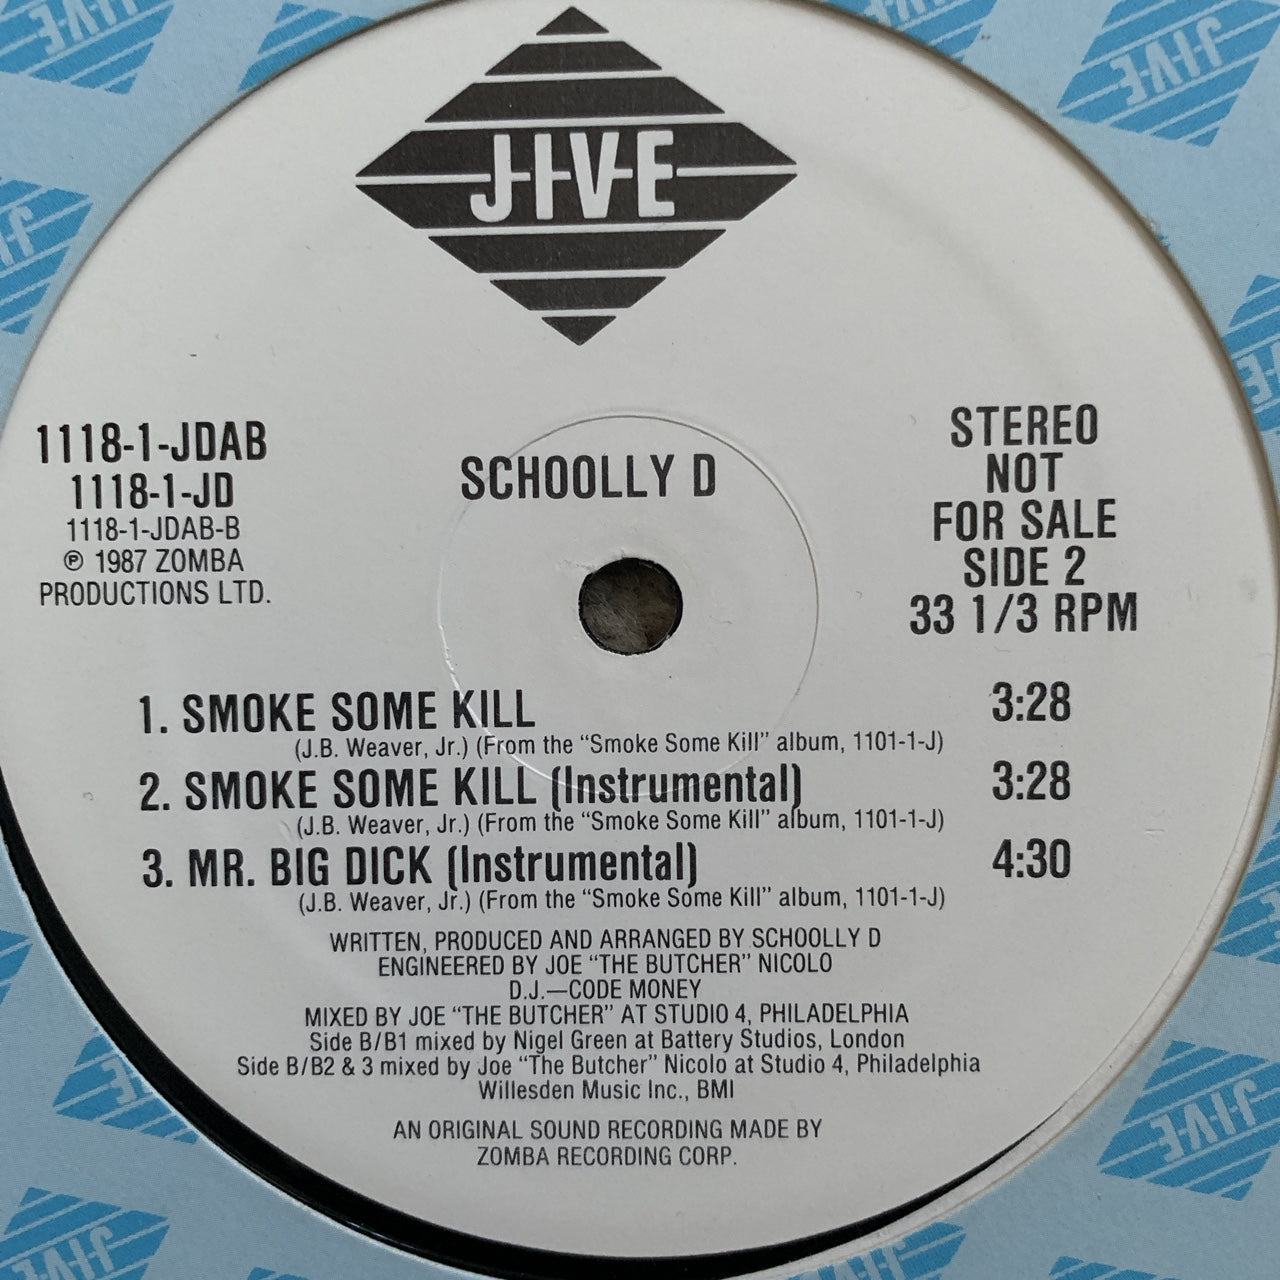 JIVE
1118-1-JDAB
1118-1-JD
1118-1-JDAB-B
℗ 1987 ZOMBA
PRODUCTIONS LTD.
SCHOOLLY D
STEREO
NOT
FOR SALE
SIDE 2
33 1/3 RPM
1. SMOKE SOME KILL 3:28
(J.B. Weaver, Jr.) (From the “Smoke Some Kill” album, 1101-1-J)
2. SMOKE SOME KILL (Instrumental) 3:28
(J.B. Weaver, Jr.) (From the “Smoke Some Kill” album, 1101-1-J)
3. MR. BIG DICK (Instrumental) 4:30
(J.B. Weaver, Jr.) (From the “Smoke Some Kill” album, 1101-1-J)
WRITTEN, PRODUCED AND ARRANGED BY SCHOOLLY D
ENGINEERED BY JOE “THE BUTCHER” NICOLO
D.J.—CODE MONEY
MIXED BY JOE “THE BUTCHER” AT STUDIO 4, PHILADELPHIA
Side B/B1 mixed by Nigel Green at Battery Studios, London
Side B/B2 & 3 mixed by Joe “The Butcher” Nicolo at Studio 4, Philadelphia
Willesden Music Inc., BMI
AN ORIGINAL SOUND RECORDING MADE BY
ZOMBA RECORDING CORP.
JIVE
JIVE
JIVE
JIVE
JIVE
JIVE
JIVE